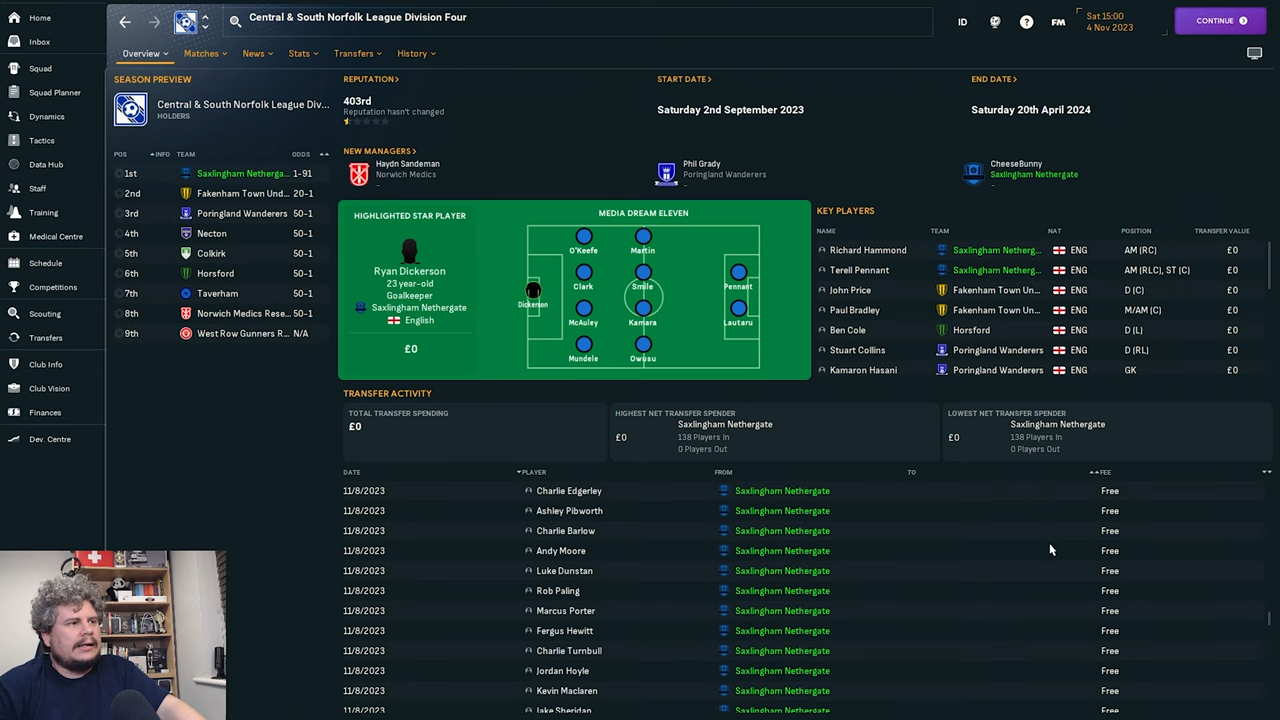 Home
Inbox
Squad
Squad Planner
Dynamics
Tactics
Data Hub
Staff
Training
Medical Centre
Schedule
Competitions
Scouting
Transfers
Club Info
Club Vision
Finances
Dev. Centre
Central & South Norfolk League Division Four
ID
?
FM
Sat 15:00
4 Nov 2023
CONTINUE
Overview
Matches
News
Stats
Transfers
History
SEASON PREVIEW
Central & South Norfolk League Div...
HOLDERS
POS INFO TEAM ODDS
1st Saxlingham Netherga... 1-91
2nd Fakenham Town Und... 20-1
3rd Poringland Wanderers 50-1
4th Necton 50-1
5th Colkirk 50-1
6th Horsford 50-1
7th Taverham 50-1
8th Norwich Medics Rese... 50-1
9th West Row Gunners R... N/A
REPUTATION>
403rd
Reputation hasn't changed
START DATE>
Saturday 2nd September 2023
END DATE>
Saturday 20th April 2024
NEW MANAGERS >
Haydn Sandeman
Norwich Medics
-
Phil Grady
Poringland Wanderers
-
CheeseBunny
Saxlingham Nethergate
-
HIGHLIGHTED STAR PLAYER
Ryan Dickerson
23 year-old
Goalkeeper
Saxlingham Nethergate
English
£0
MEDIA DREAM ELEVEN
O'Keefe
Martin
Clark
Smile
Pennant
Dickerson
McAuley
Kamara
Lautaru
Mundele
Owusu
KEY PLAYERS
NAME TEAM NAT POSITION TRANSFER VALUE
Richard Hammond Saxlingham Netherg... ENG AM (RC) £0
Terell Pennant Saxlingham Netherg... ENG AM (RLC), ST (C) £0
John Price Fakenham Town Un... ENG D (C) £0
Paul Bradley Fakenham Town Un... ENG M/AM (C) £0
Ben Cole Horsford ENG D (L) £0
Stuart Collins Poringland Wanderers ENG D (RL) £0
Kamaron Hasani Poringland Wanderers ENG GK £0
TRANSFER ACTIVITY
TOTAL TRANSFER SPENDING
£0
HIGHEST NET TRANSFER SPENDER
£0
Saxlingham Nethergate
138 Players In
0 Players Out
LOWEST NET TRANSFER SPENDER
£0
Saxlingham Nethergate
138 Players In
0 Players Out
DATE PLAYER FROM TO FEE
11/8/2023 Charlie Edgerley Saxlingham Nethergate Free
11/8/2023 Ashley Pibworth Saxlingham Nethergate Free
11/8/2023 Charlie Barlow Saxlingham Nethergate Free
11/8/2023 Andy Moore Saxlingham Nethergate Free
11/8/2023 Luke Dunstan Saxlingham Nethergate Free
11/8/2023 Rob Paling Saxlingham Nethergate Free
11/8/2023 Marcus Porter Saxlingham Nethergate Free
11/8/2023 Fergus Hewitt Saxlingham Nethergate Free
11/8/2023 Charlie Turnbull Saxlingham Nethergate Free
11/8/2023 Jordan Hoyle Saxlingham Nethergate Free
11/8/2023 Kevin Maclaren Saxlingham Nethergate Free
11/8/2023 Jake Sheridan Saxlingham Nethergate Free